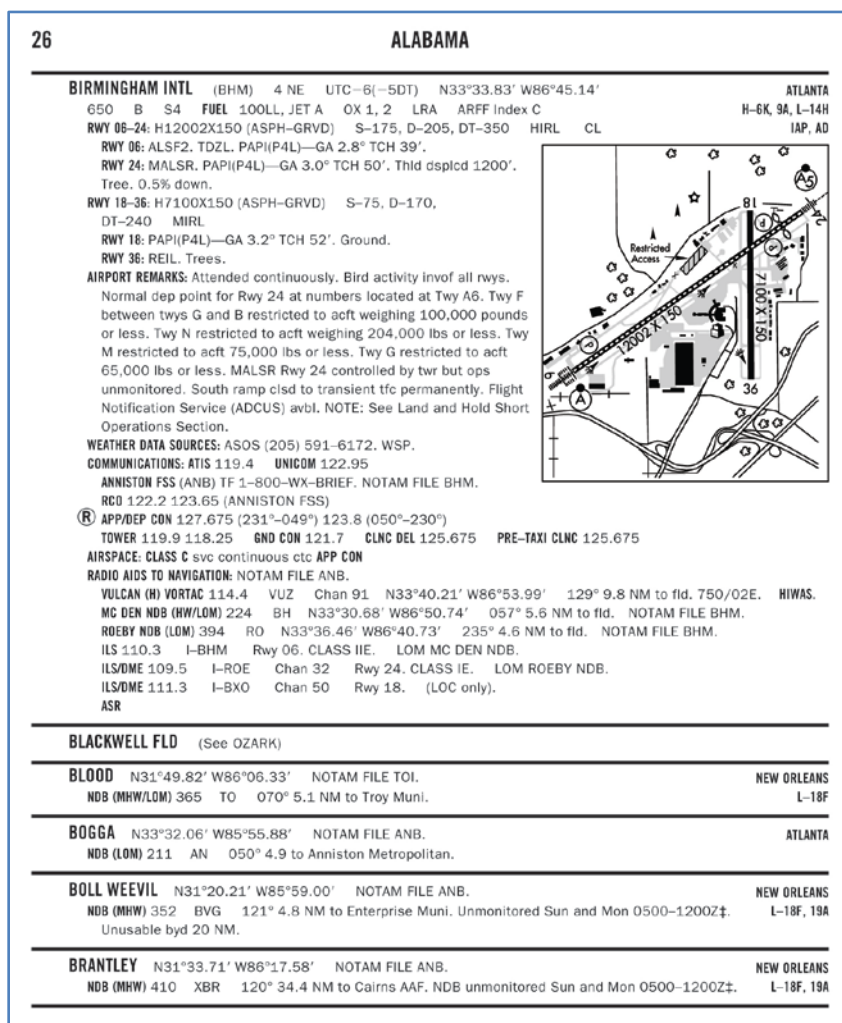 26
ALABAMA
BIRMINGHAM INTL (BHM) 4 NE UTC–6(–5DT) N33°33.83′ W86°45.14′ ATLANTA
650 B S4 FUEL 100LL, JET A OX 1, 2 LRA ARFF Index C H–6K, 9A, L–14H
RWY 06–24: H12002X150 (ASPH–GRVD) S–175, D–205, DT–350 HIRL CL IAP, AD
RWY 06: ALSF2. TDZL. PAPI(P4L)—GA 2.8° TCH 39′.
RWY 24: MALSR. PAPI(P4L)—GA 3.0° TCH 50′. Thld dsplcd 1200′.
Tree. 0.5% down.
RWY 18–36: H7100X150 (ASPH–GRVD) S–75, D–170,
DT–240 MIRL
RWY 18: PAPI(P4L)—GA 3.2° TCH 52′. Ground.
RWY 36: REIL. Trees.
AIRPORT REMARKS: Attended continuously. Bird activity invof all rwys.
Normal dep point for Rwy 24 at numbers located at Twy A6. Twy F
between twys G and B restricted to acft weighing 100,000 pounds
or less. Twy N restricted to acft weighing 204,000 lbs or less. Twy
M restricted to acft 75,000 lbs or less. Twy G restricted to acft
65,000 lbs or less. MALSR Rwy 24 controlled by twr but ops
unmonitored. South ramp clsd to transient tfc permanently. Flight
Notification Service (ADCUS) avbl. NOTE: See Land and Hold Short
Operations Section.
A5
18
24
P
P
Restricted
Access
7100 X 150
12002 X 150
P
6
A
36
WEATHER DATA SOURCES: ASOS (205) 591–6172. WSP.
COMMUNICATIONS: ATIS 119.4 UNICOM 122.95
ANNISTON FSS (ANB) TF 1–800–WX–BRIEF. NOTAM FILE BHM.
RCO 122.2 123.65 (ANNISTON FSS)
Ⓡ APP/DEP CON 127.675 (231°–049°) 123.8 (050°–230°)
TOWER 119.9 118.25 GND CON 121.7 CLNC DEL 125.675 PRE–TAXI CLNC 125.675
AIRSPACE: CLASS C svc continuous ctc APP CON
RADIO AIDS TO NAVIGATION: NOTAM FILE ANB.
VULCAN (H) VORTAC 114.4 VUZ Chan 91 N33°40.21′ W86°53.99′ 129° 9.8 NM to fld. 750/02E. HIWAS.
MC DEN NDB (HW/LOM) 224 BH N33°30.68′ W86°50.74′ 057° 5.6 NM to fld. NOTAM FILE BHM.
ROEBY NDB (LOM) 394 RO N33°36.46′ W86°40.73′ 235° 4.6 NM to fld. NOTAM FILE BHM.
ILS 110.3 I–BHM Rwy 06. CLASS IIE. LOM MC DEN NDB.
ILS/DME 109.5 I–ROE Chan 32 Rwy 24. CLASS IE. LOM ROEBY NDB.
ILS/DME 111.3 I–BXO Chan 50 Rwy 18. (LOC only).
ASR
BLACKWELL FLD (See OZARK)
BLOOD N31°49.82′ W86°06.33′ NOTAM FILE TOI. NEW ORLEANS
NDB (MHW/LOM) 365 TO 070° 5.1 NM to Troy Muni. L–18F
BOGGA N33°32.06′ W85°55.88′ NOTAM FILE ANB. ATLANTA
NDB (LOM) 211 AN 050° 4.9 to Anniston Metropolitan.
BOLL WEEVIL N31°20.21′ W85°59.00′ NOTAM FILE ANB. NEW ORLEANS
NDB (MHW) 352 BVG 121° 4.8 NM to Enterprise Muni. Unmonitored Sun and Mon 0500–1200Z‡. L–18F, 19A
Unusable byd 20 NM.
BRANTLEY N31°33.71′ W86°17.58′ NOTAM FILE ANB. NEW ORLEANS
NDB (MHW) 410 XBR 120° 34.4 NM to Cairns AAF. NDB unmonitored Sun and Mon 0500–1200Z‡. L–18F, 19A